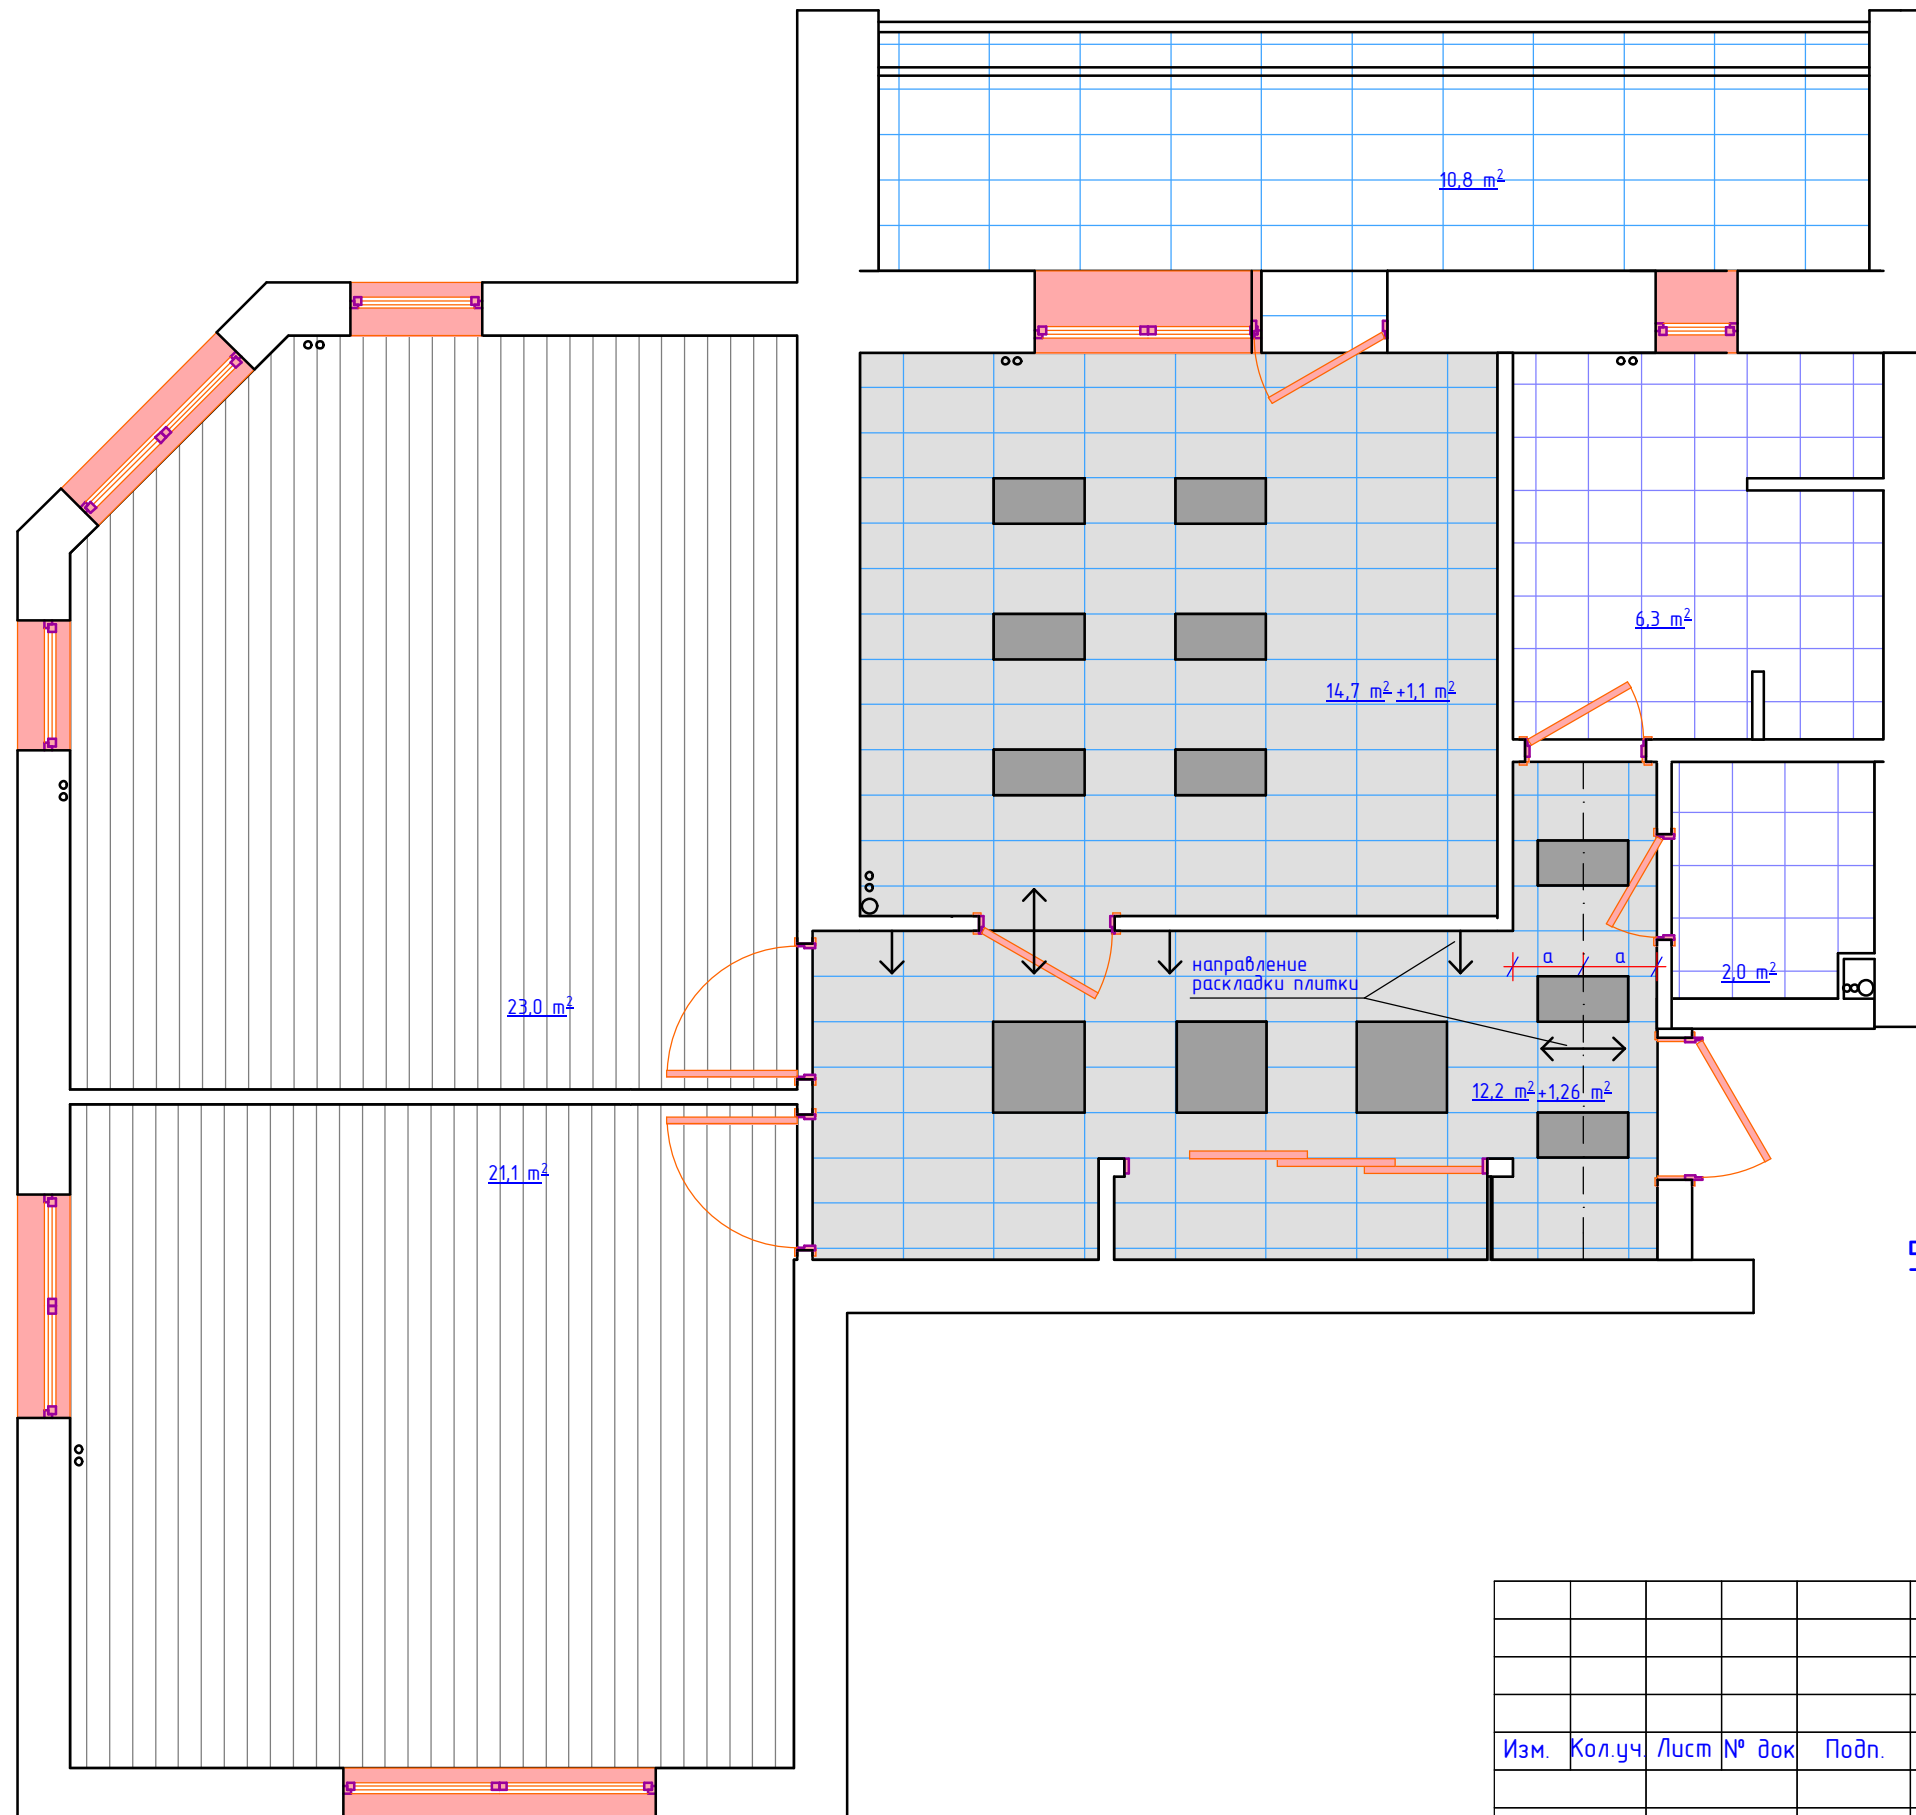 10,8 m²
6,3 m²
14,7 m² +1,1 m²
направление
раскладки плитки
a a
2,0 m²
23,0 m²
12,2 m² +1,26 m²
21,1 m²
Изм. Кол.уч. Лист № док Подп.